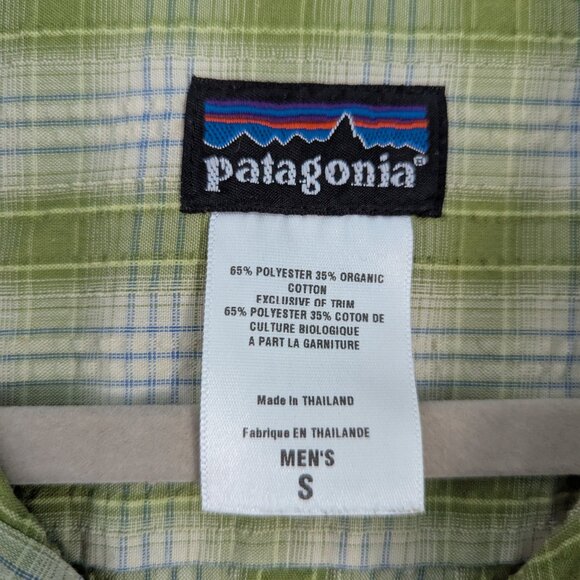 patagonia®
65% POLYESTER 35% ORGANIC
COTTON
EXCLUSIVE OF TRIM
65% POLYESTER 35% COTON DE
CULTURE BIOLOGIQUE
A PART LA GARNITURE
Made in THAILAND
Fabrique EN THAILANDE
MEN'S
S